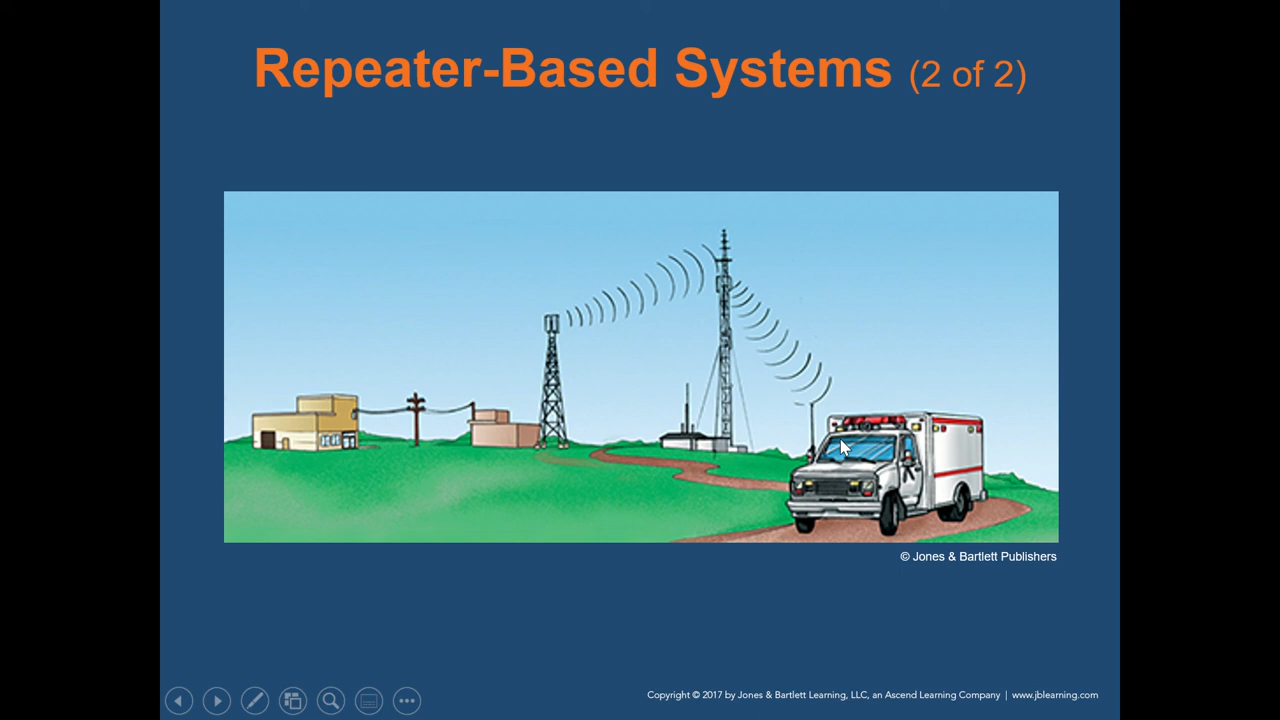 Repeater-Based Systems (2 of 2)
© Jones & Bartlett Publishers
Copyright © 2017 by Jones & Bartlett Learning, LLC, an Ascend Learning Company | www.jblearning.com